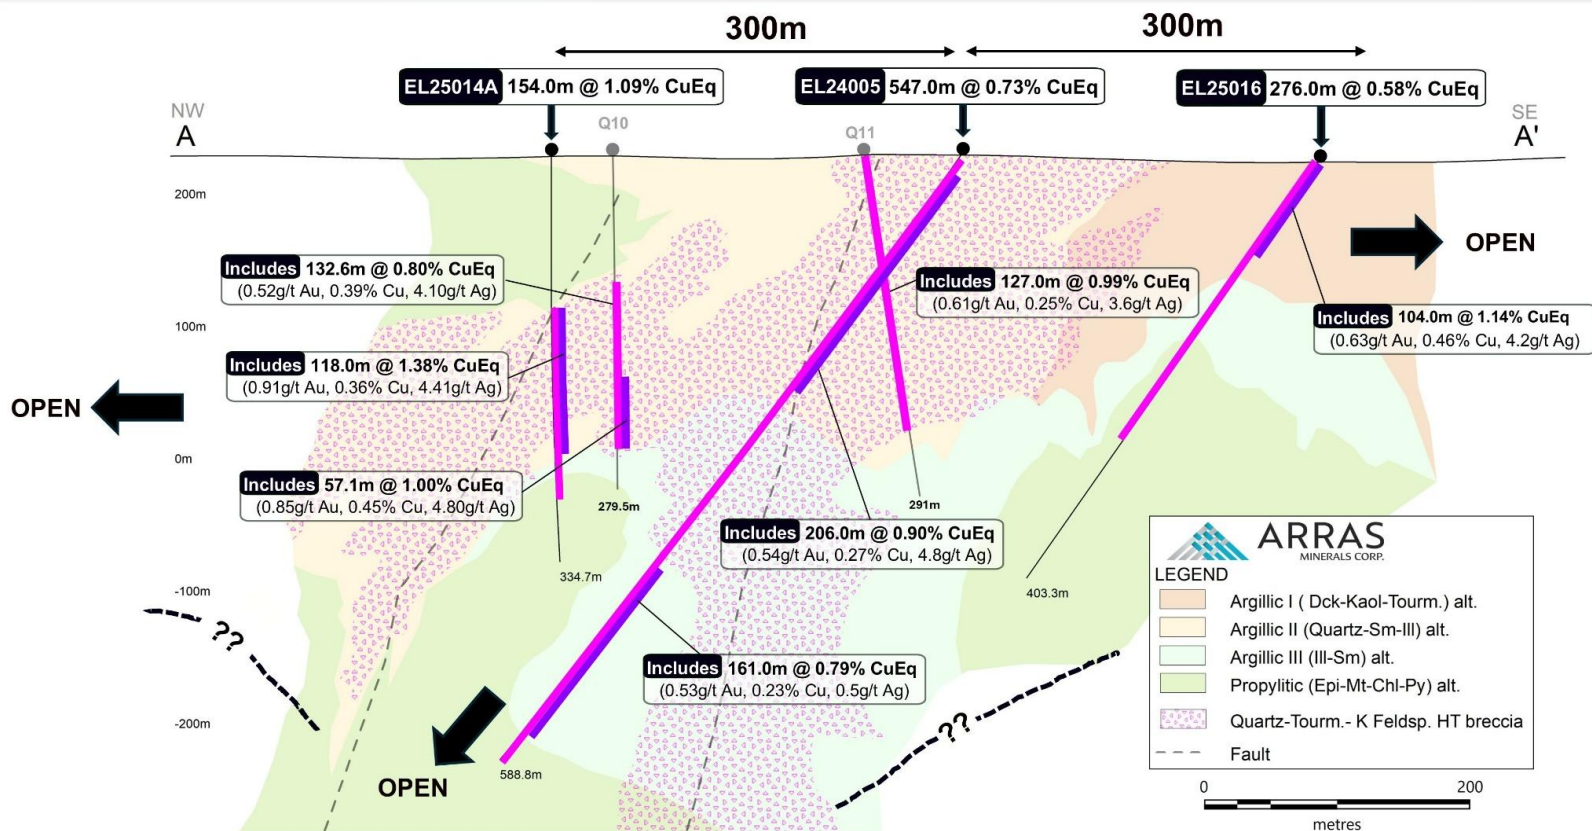 300m
300m
EL25014A 154.0m @ 1.09% CuEq
EL24005 547.0m @ 0.73% CuEq
EL25016 276.0m @ 0.58% CuEq
NW
A
Q10
Q11
SE
A'
200m
OPEN
Includes 132.6m @ 0.80% CuEq
(0.52g/t Au, 0.39% Cu, 4.10g/t Ag)
Includes 127.0m @ 0.99% CuEq
(0.61g/t Au, 0.25% Cu, 3.6g/t Ag)
Includes 104.0m @ 1.14% CuEq
(0.63g/t Au, 0.46% Cu, 4.2g/t Ag)
100m
Includes 118.0m @ 1.38% CuEq
(0.91g/t Au, 0.36% Cu, 4.41g/t Ag)
OPEN
0m
Includes 57.1m @ 1.00% CuEq
(0.85g/t Au, 0.45% Cu, 4.80g/t Ag)
279.5m
291m
Includes 206.0m @ 0.90% CuEq
(0.54g/t Au, 0.27% Cu, 4.8g/t Ag)
334.7m
403.3m
-100m
??
Includes 161.0m @ 0.79% CuEq
(0.53g/t Au, 0.23% Cu, 0.5g/t Ag)
-200m
??
588.8m
OPEN
ARRAS
MINERALS CORP.
LEGEND
Argillic I ( Dck-Kaol-Tourm.) alt.
Argillic II (Quartz-Sm-Ill) alt.
Argillic III (Ill-Sm) alt.
Propylitic (Epi-Mt-Chl-Py) alt.
Quartz-Tourm.- K Feldsp. HT breccia
Fault
0 200
metres